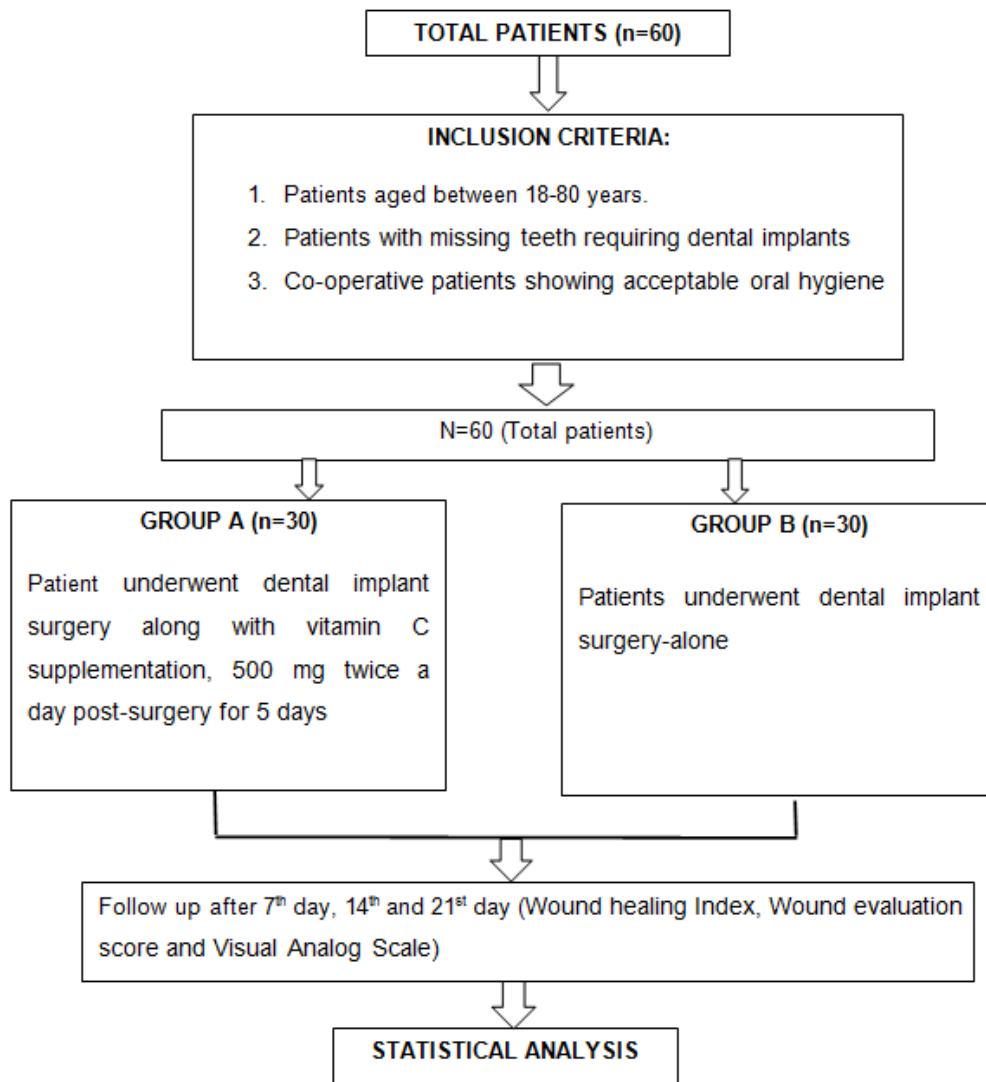 TOTAL PATIENTS (n=60)
INCLUSION CRITERIA:
1. Patients aged between 18-80 years.
2. Patients with missing teeth requiring dental implants
3. Co-operative patients showing acceptable oral hygiene
N=60 (Total patients)
GROUP A (n=30)
Patient underwent dental implant
surgery along with vitamin C
supplementation, 500 mg twice a
day post-surgery for 5 days
GROUP B (n=30)
Patients underwent dental implant
surgery-alone
Follow up after 7th day, 14th and 21st day (Wound healing Index, Wound evaluation
score and Visual Analog Scale)
STATISTICAL ANALYSIS